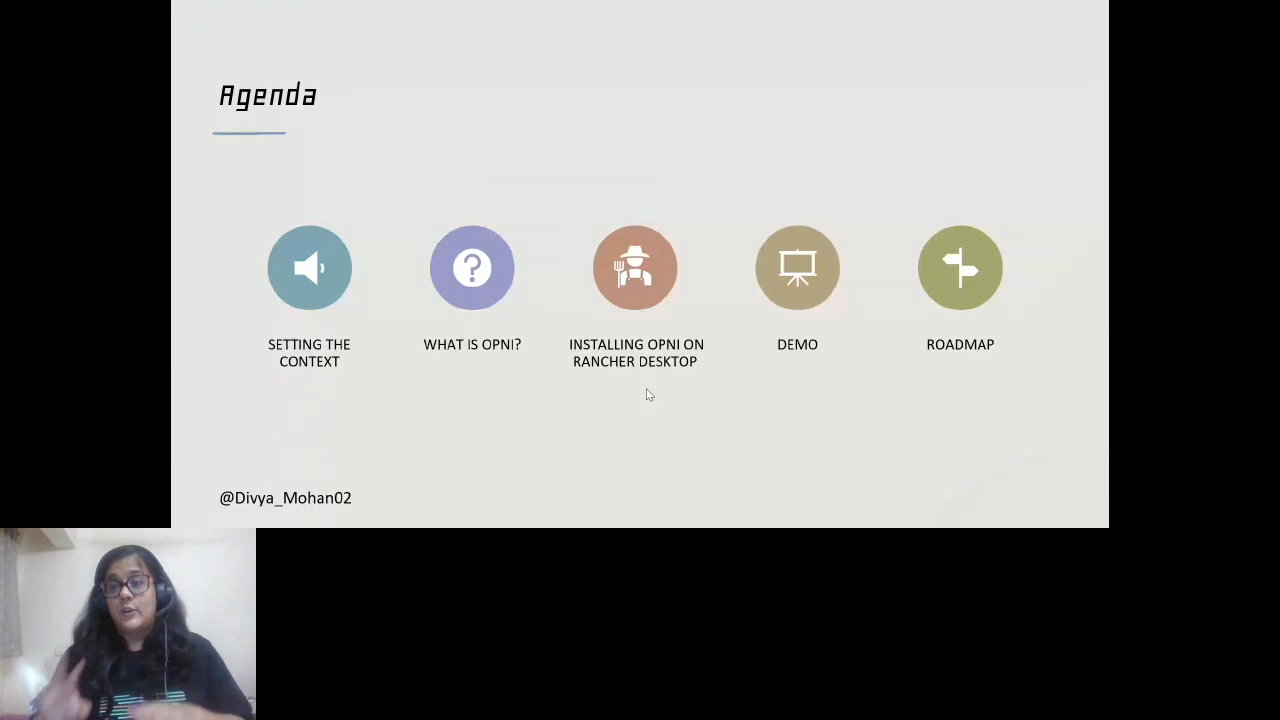 Agenda
SETTING THE
CONTEXT
WHAT IS OPNI?
INSTALLING OPNI ON
RANCHER DESKTOP
DEMO
ROADMAP
@Divya_Mohan02